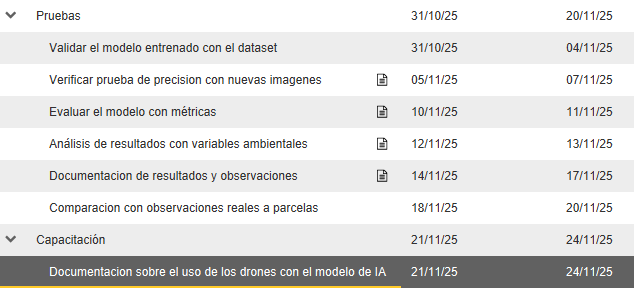 Pruebas 31/10/25 20/11/25
Validar el modelo entrenado con el dataset 31/10/25 04/11/25
Verificar prueba de precision con nuevas imagenes 05/11/25 07/11/25
Evaluar el modelo con métricas 10/11/25 11/11/25
Análisis de resultados con variables ambientales 12/11/25 13/11/25
Documentacion de resultados y observaciones 14/11/25 17/11/25
Comparacion con observaciones reales a parcelas 18/11/25 20/11/25
Capacitación 21/11/25 24/11/25
Documentacion sobre el uso de los drones con el modelo de IA 21/11/25 24/11/25